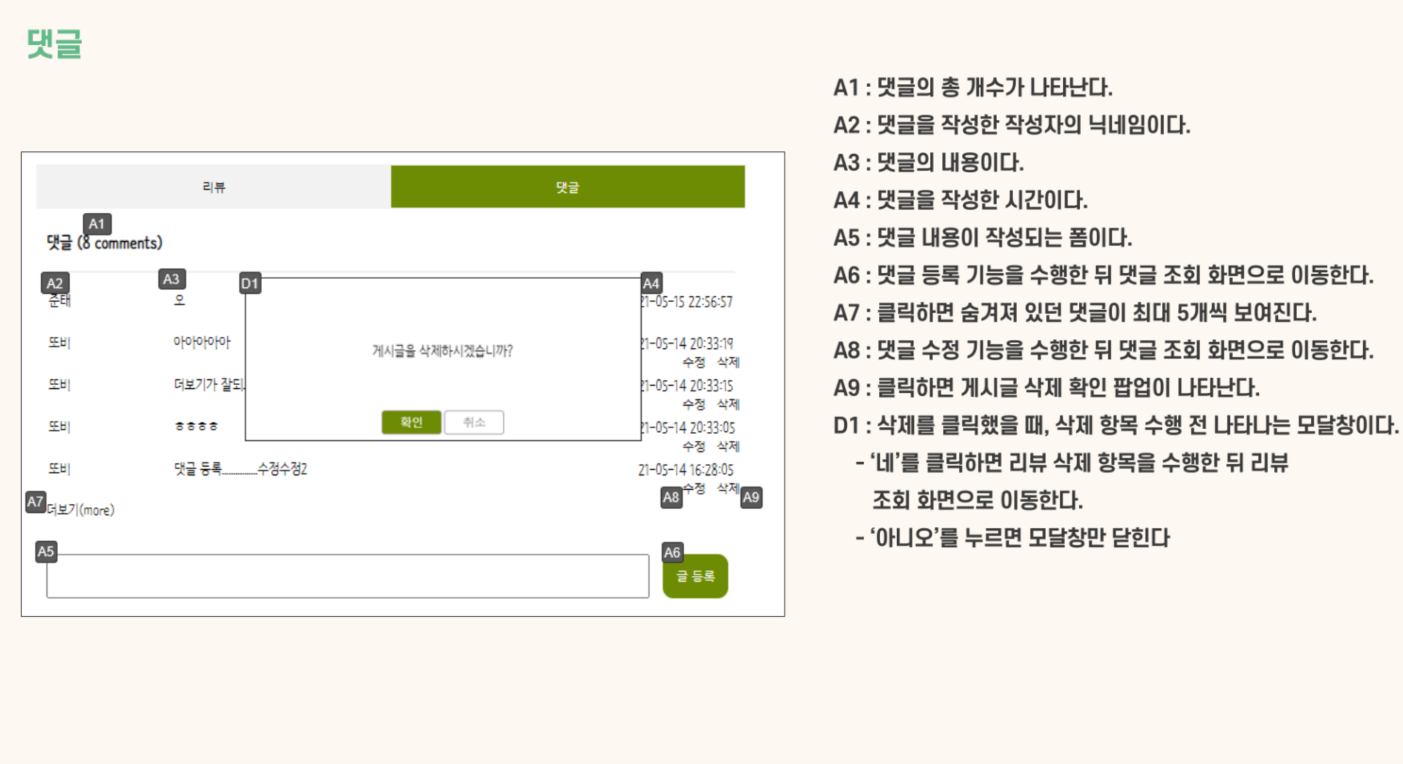 댓글
A1 : 댓글의 총 개수가 나타난다.
A2 : 댓글을 작성한 작성자의 닉네임이다.
A3 : 댓글의 내용이다.
A4 : 댓글을 작성한 시간이다.
A5 : 댓글 내용이 작성되는 폼이다.
A6 : 댓글 등록 기능을 수행한 뒤 댓글 조회 화면으로 이동한다.
A7 : 클릭하면 숨겨져 있던 댓글이 최대 5개씩 보여진다.
A8 : 댓글 수정 기능을 수행한 뒤 댓글 조회 화면으로 이동한다.
A9 : 클릭하면 게시글 삭제 확인 팝업이 나타난다.
D1 : 삭제를 클릭했을 때, 삭제 항목 수행 전 나타나는 모달창이다.
- ‘네’를 클릭하면 리뷰 삭제 항목을 수행한 뒤 리뷰
조회 화면으로 이동한다.
- ‘아니오’를 누르면 모달창만 닫힌다
리뷰 댓글
A1
댓글 (8 comments)
A2 A3 D1 A4
준태 오 21-05-15 22:56:57
또비 아아아아아 21-05-14 20:33:19
수정 삭제
게시글을 삭제하시겠습니까?
또비 더보기가 잘되. 21-05-14 20:33:15
수정 삭제
또비 ㅎㅎㅎㅎ 21-05-14 20:33:05
확인 취소
수정 삭제
또비 댓글 등록..............수정수정2 21-05-14 16:28:05
A8 수정 삭제 A9
A7 더보기(more)
A5 A6
글 등록